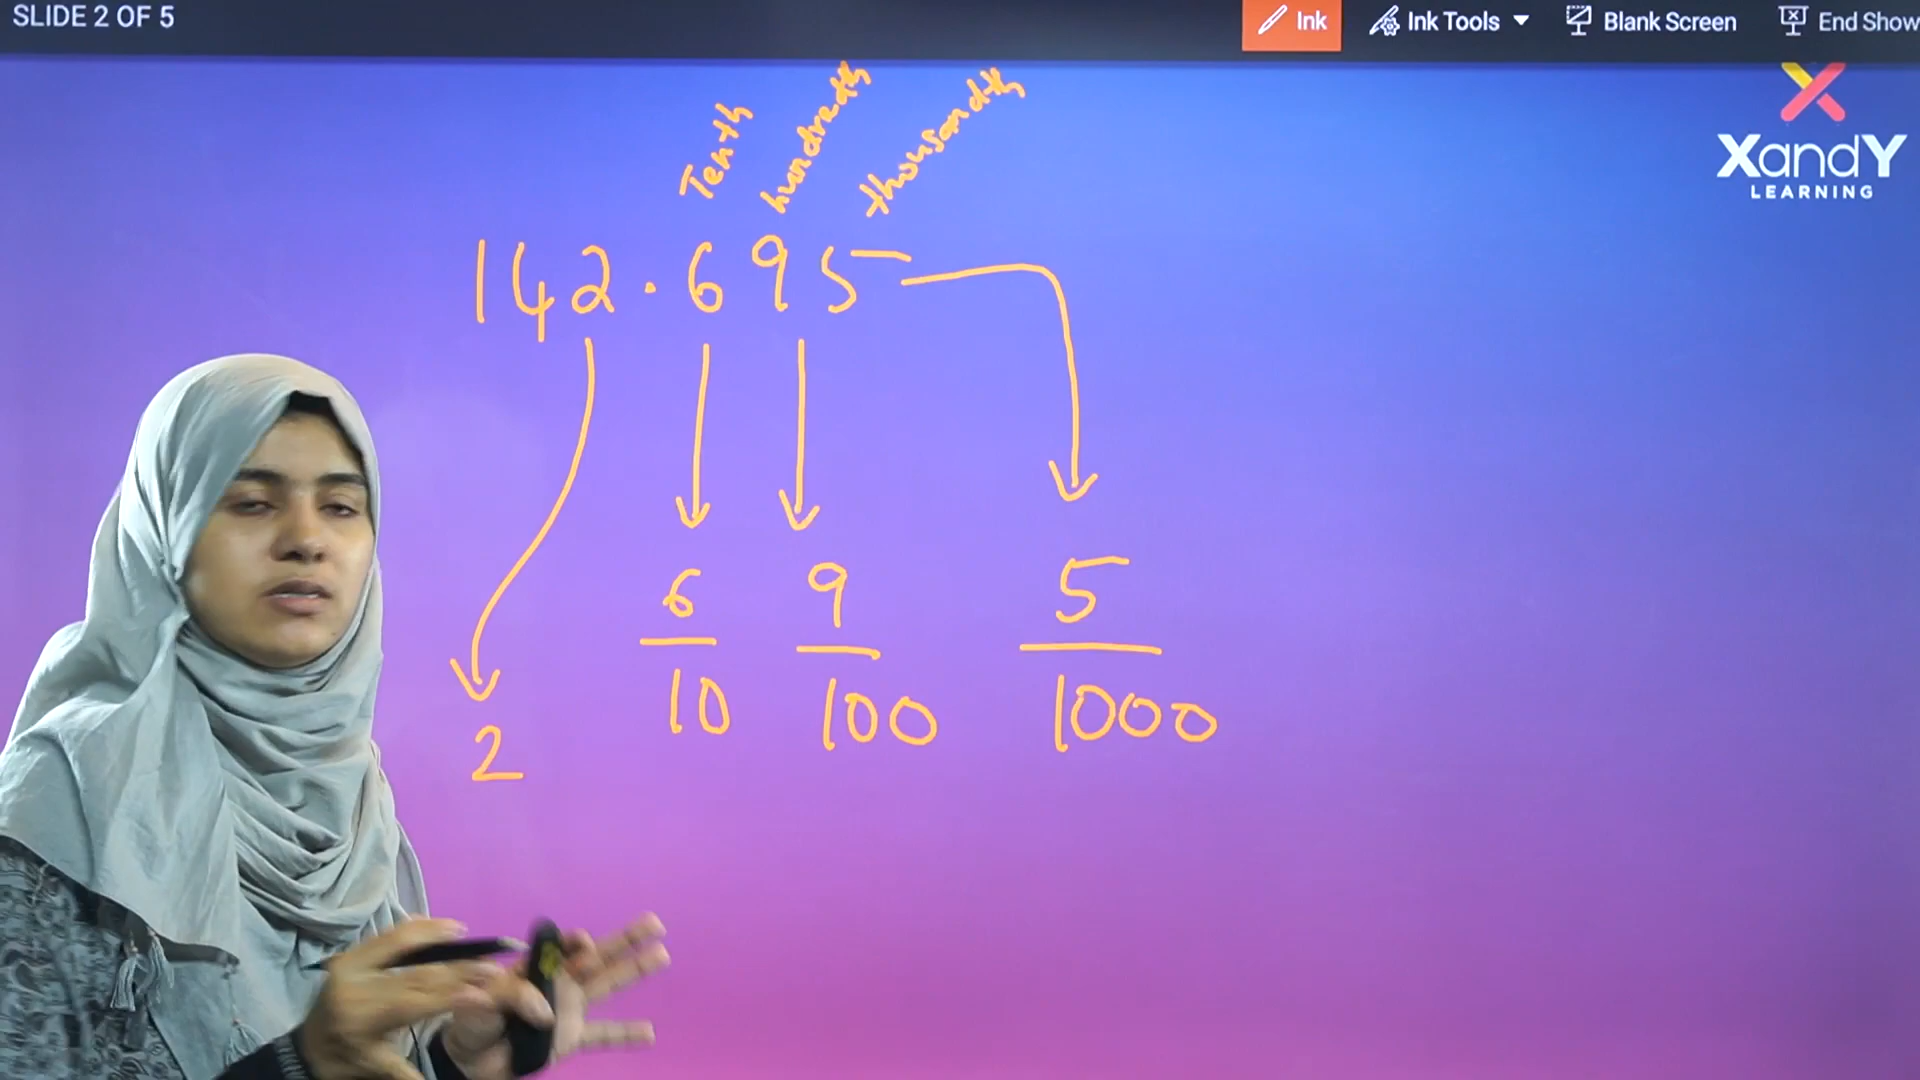 SLIDE 2 OF 5
Ink
Ink Tools
Blank Screen
End Show
XandY
LEARNING
Tenth hundredth thousandth
142.695
6 9 5
10 100 1000
2